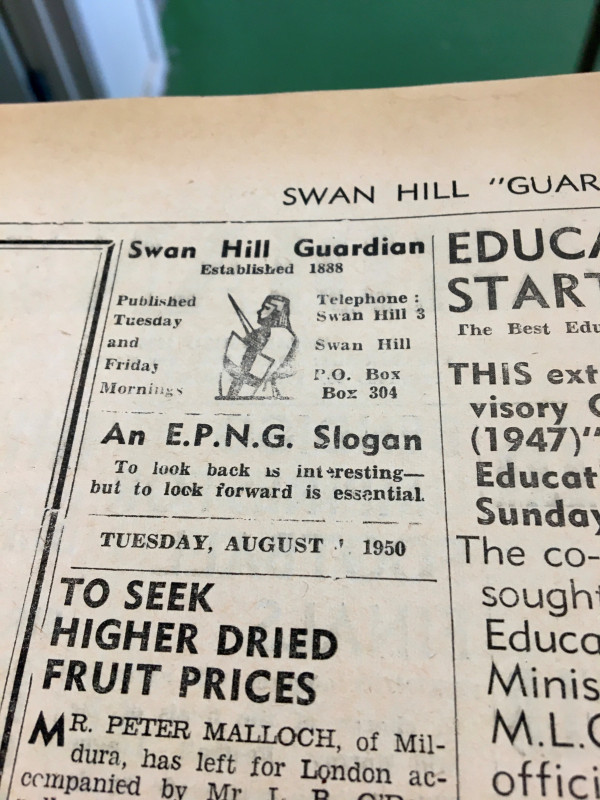 SWAN HILL "GUAR
Swan Hill Guardian
Established 1888
Published
Tuesday
and
Friday
Mornings
Telephone :
Swan Hill 3
Swan Hill
P.O. Box
Box 304
An E.P.N.G. Slogan
To look back is interesting—
but to look forward is essential.
TUESDAY, AUGUST 1950
TO SEEK
HIGHER DRIED
FRUIT PRICES
MR. PETER MALLOCH, of Mil-
dura, has left for London ac-
companied by Mr.
EDUCA
START
The Best Edu
THIS ext
visory C
(1947)"
Educat
Sunday
The co-
sought
Educa
Minis
M.L.C
offici